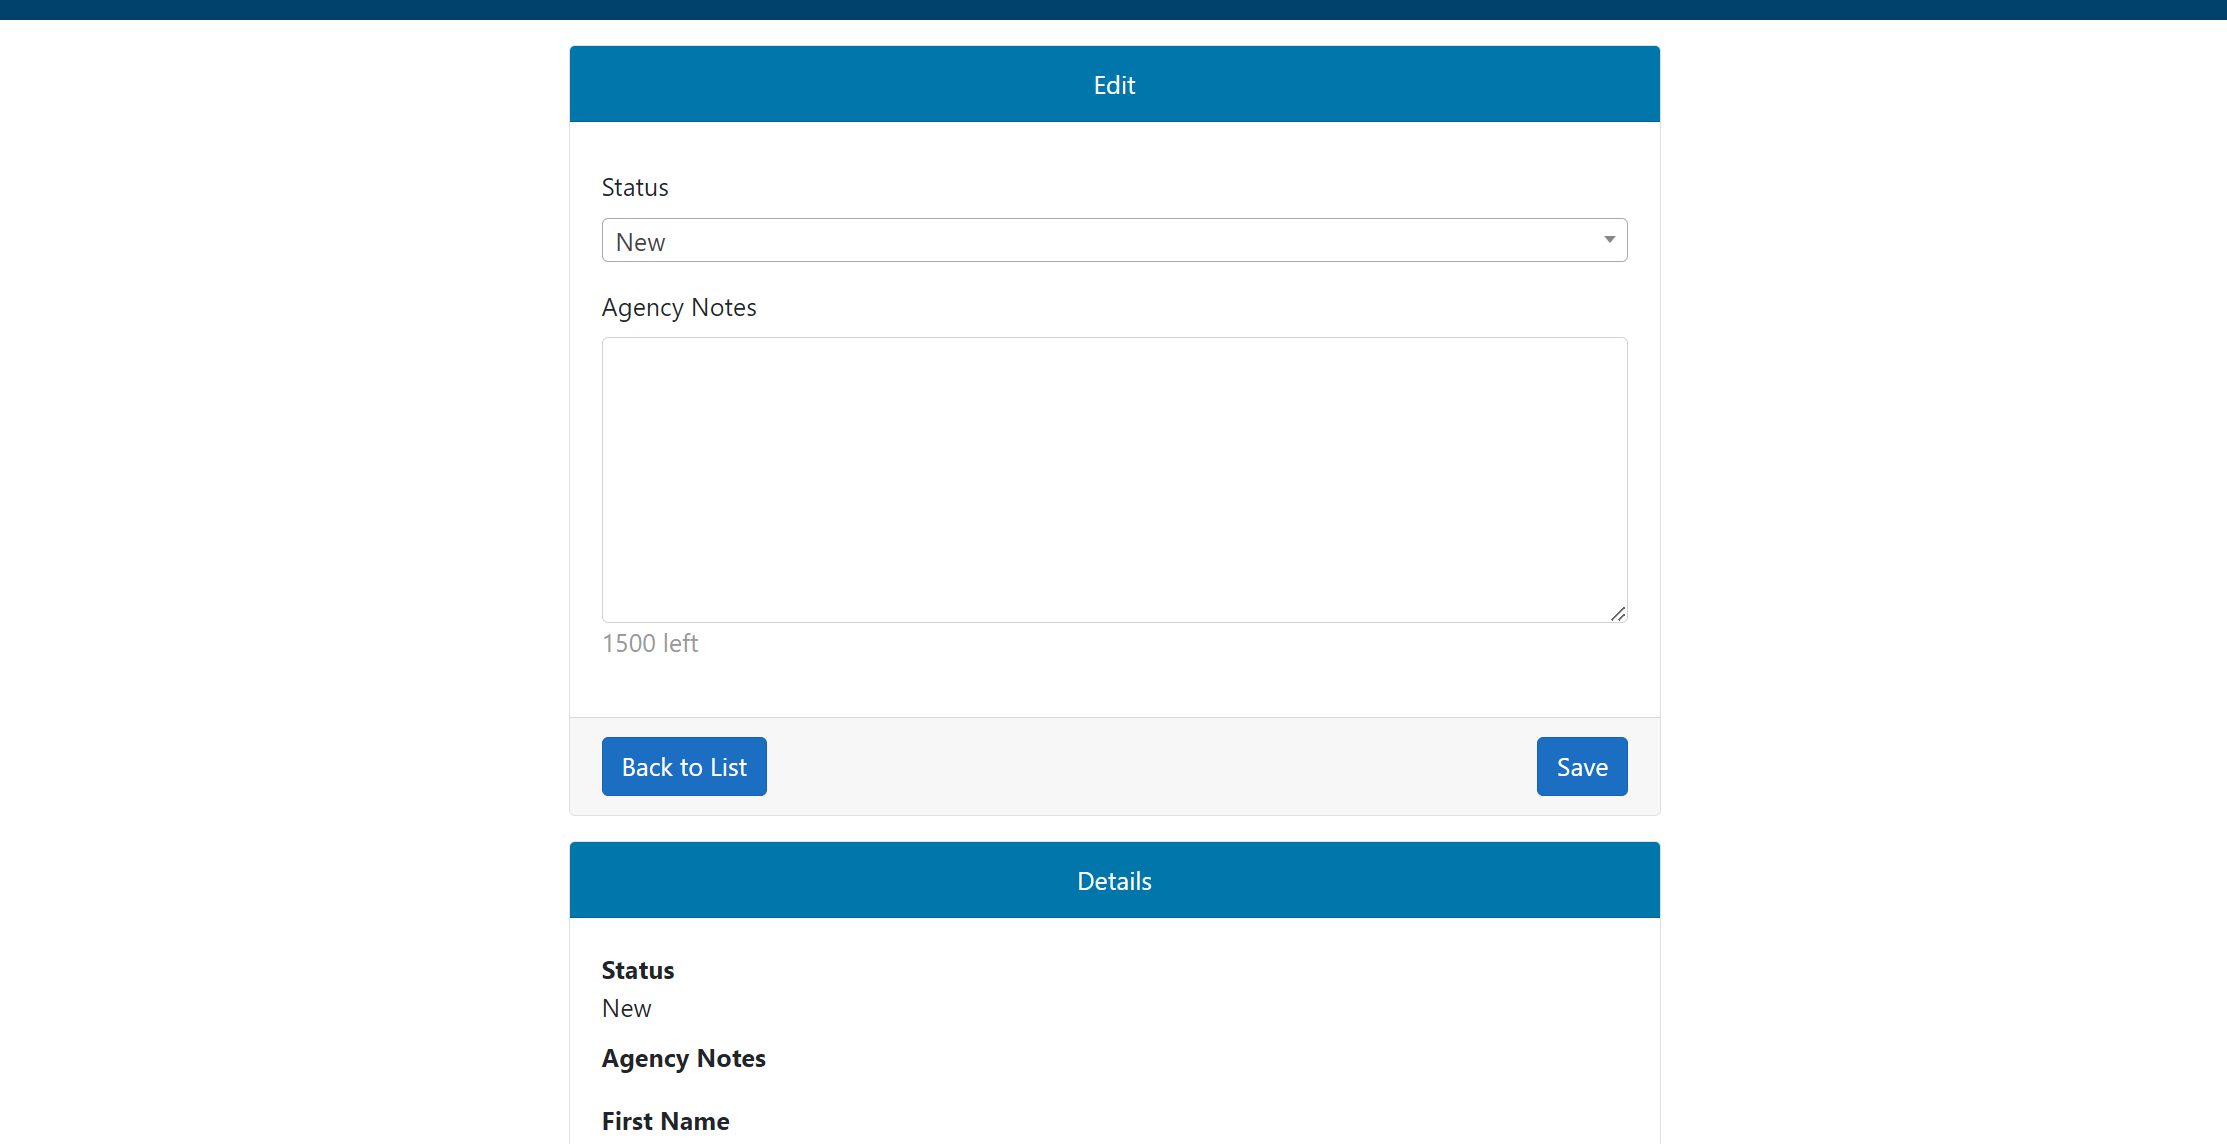 Edit
Status
New
Agency Notes
1500 left
Back to List
Save
Details
Status
New
Agency Notes
First Name